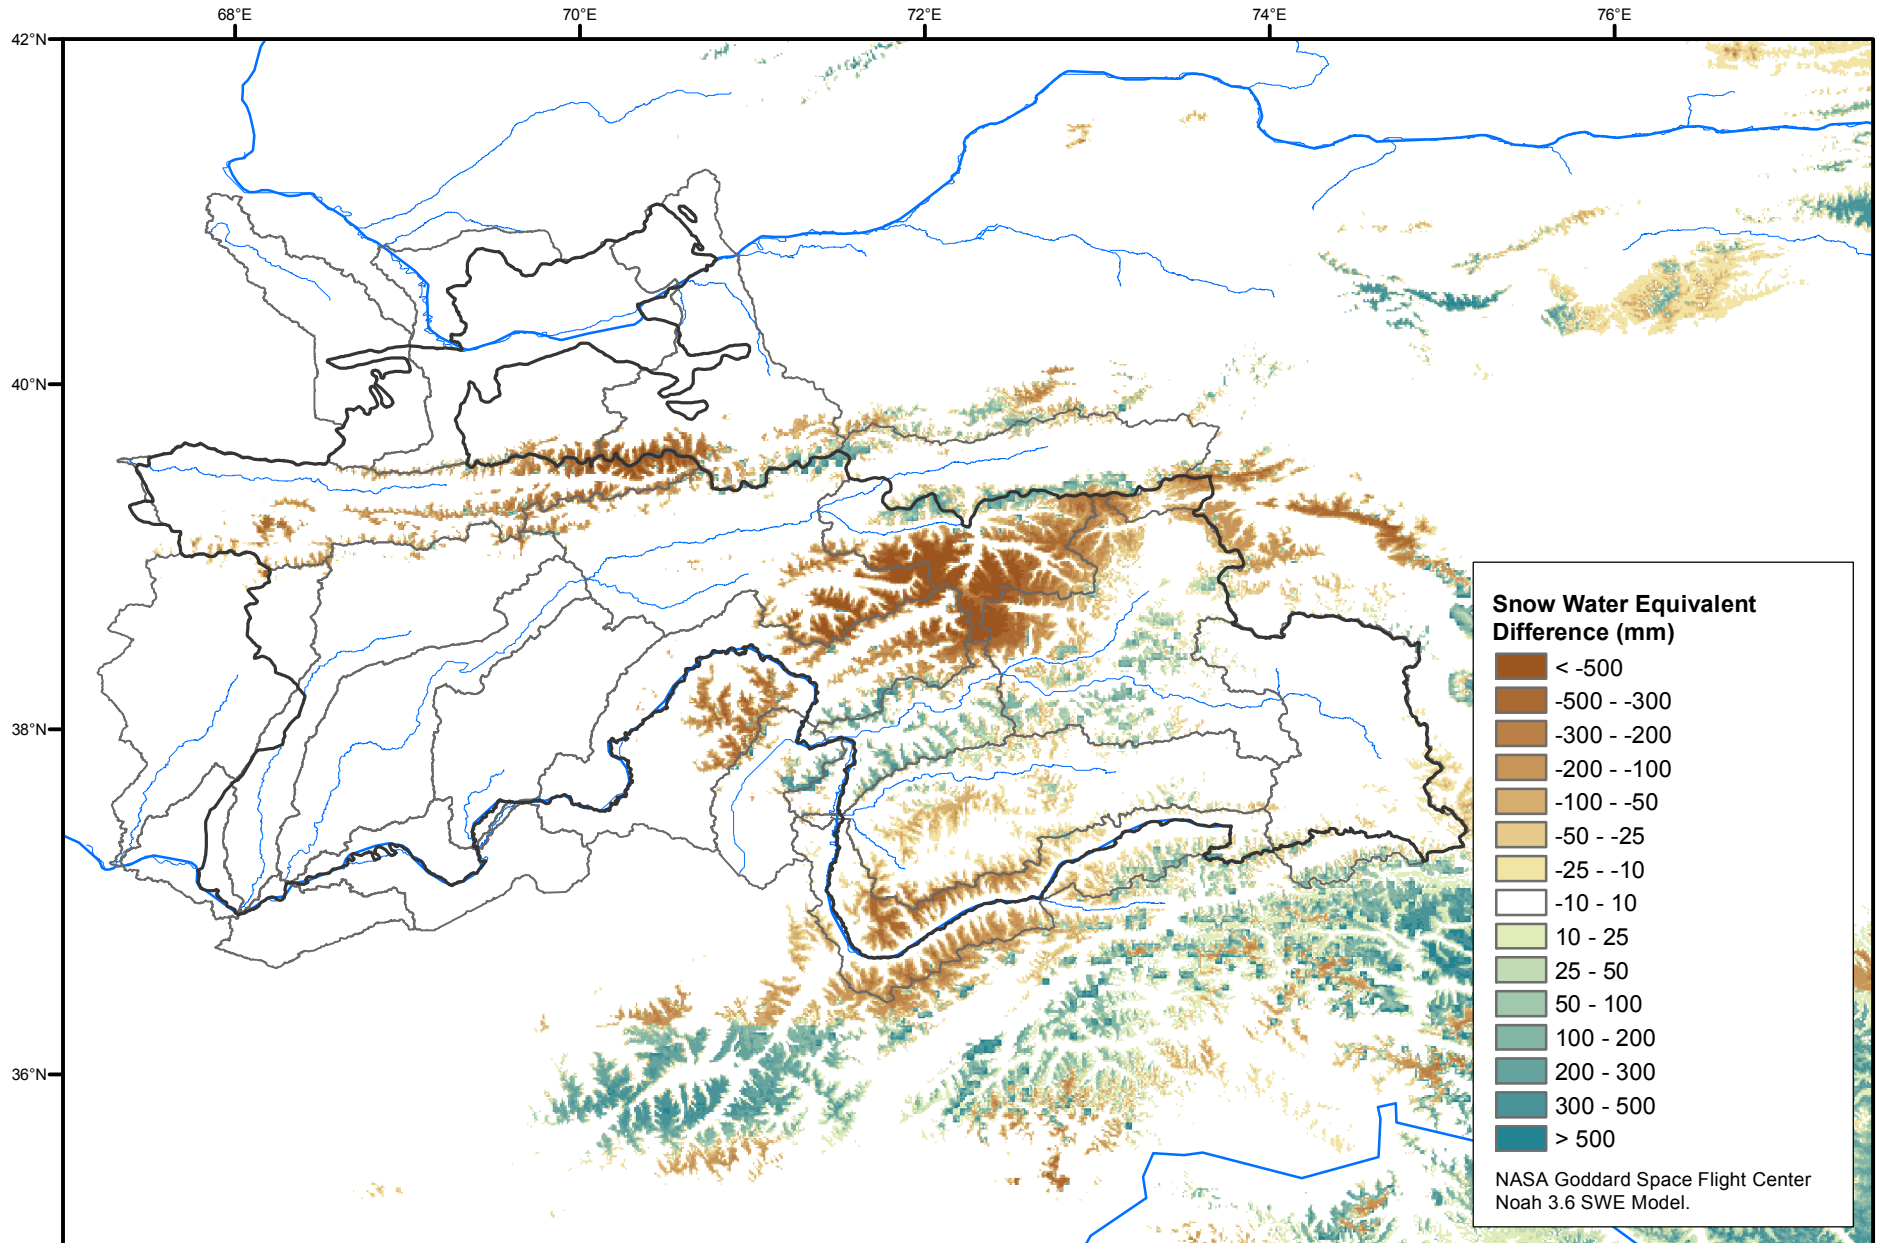 68°E
70°E
72°E
74°E
76°E
42°N
40°N
38°N
36°N
Snow Water Equivalent
Difference (mm)
< -500
-500 - -300
-300 - -200
-200 - -100
-100 - -50
-50 - -25
-25 - -10
-10 - 10
10 - 25
25 - 50
50 - 100
100 - 200
200 - 300
300 - 500
> 500
NASA Goddard Space Flight Center
Noah 3.6 SWE Model.